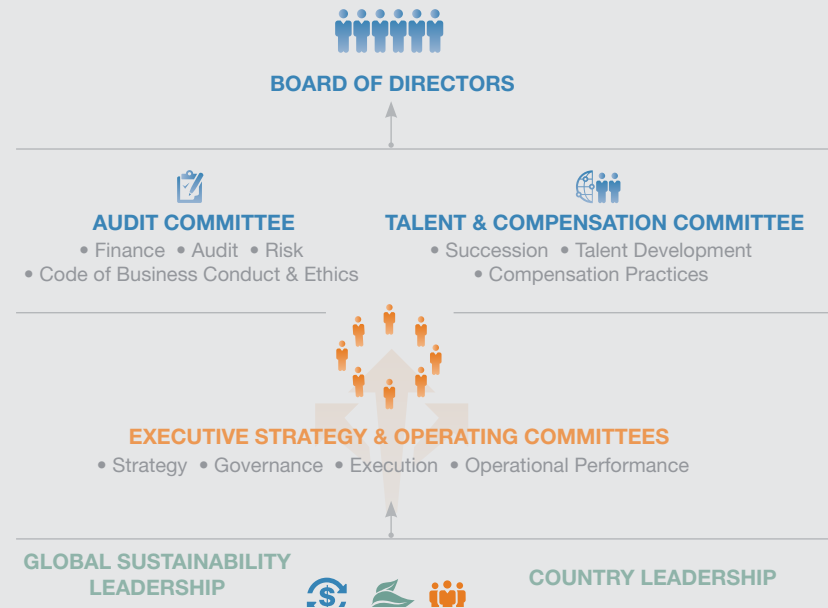 BOARD OF DIRECTORS
AUDIT COMMITTEE
• Finance • Audit • Risk
• Code of Business Conduct & Ethics
TALENT & COMPENSATION COMMITTEE
• Succession • Talent Development
• Compensation Practices
EXECUTIVE STRATEGY & OPERATING COMMITTEES
• Strategy • Governance • Execution • Operational Performance
GLOBAL SUSTAINABILITY
LEADERSHIP
$
COUNTRY LEADERSHIP